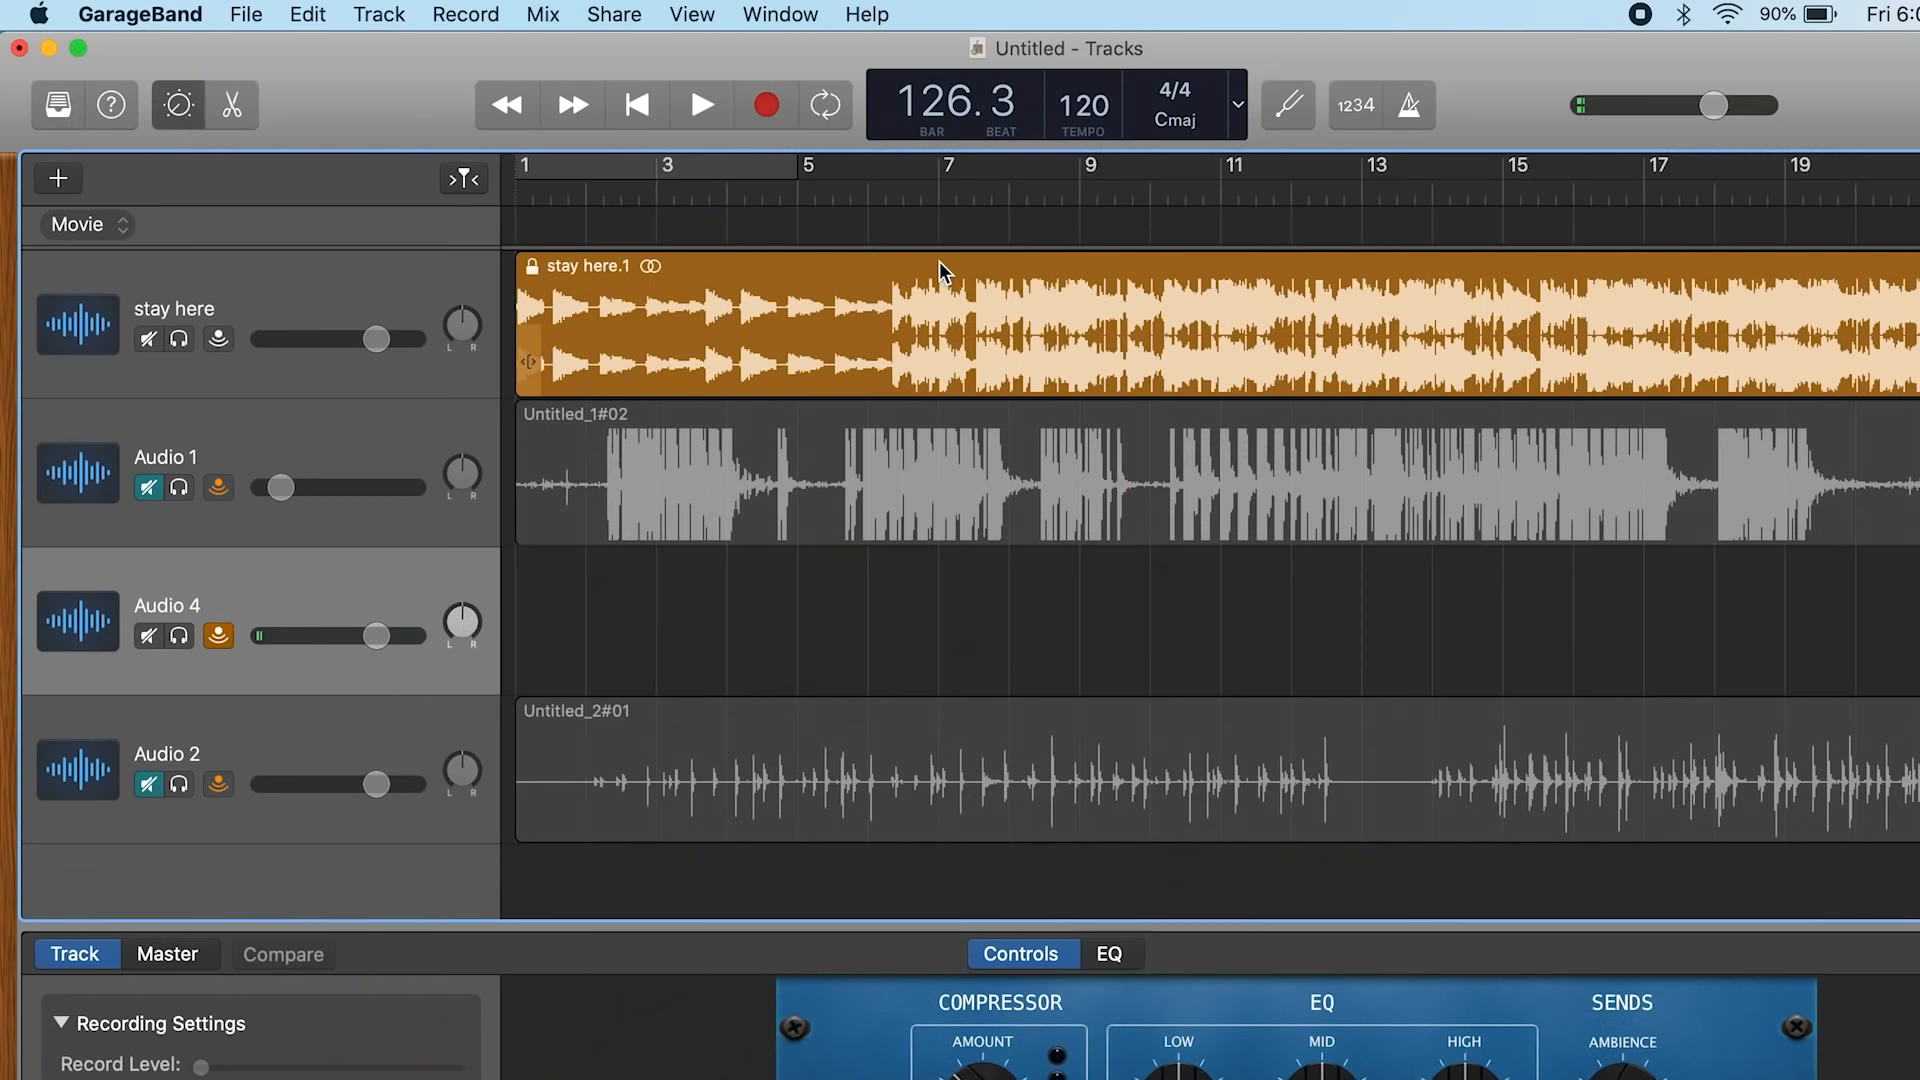 GarageBand File Edit Track Record Mix Share View Window Help 90% Fri 6:0
Untitled - Tracks
126.3 120 4/4 Cmaj 1234
BAR BEAT TEMPO
1 3 5 7 9 11 13 15 17 19
Movie
stay here.1
stay here
L R
Untitled_1#02
Audio 1
L R
Audio 4
L R
Untitled_2#01
Audio 2
L R
Track Master Compare Controls EQ
COMPRESSOR EQ SENDS
Recording Settings
AMOUNT LOW MID HIGH AMBIENCE
Record Level: